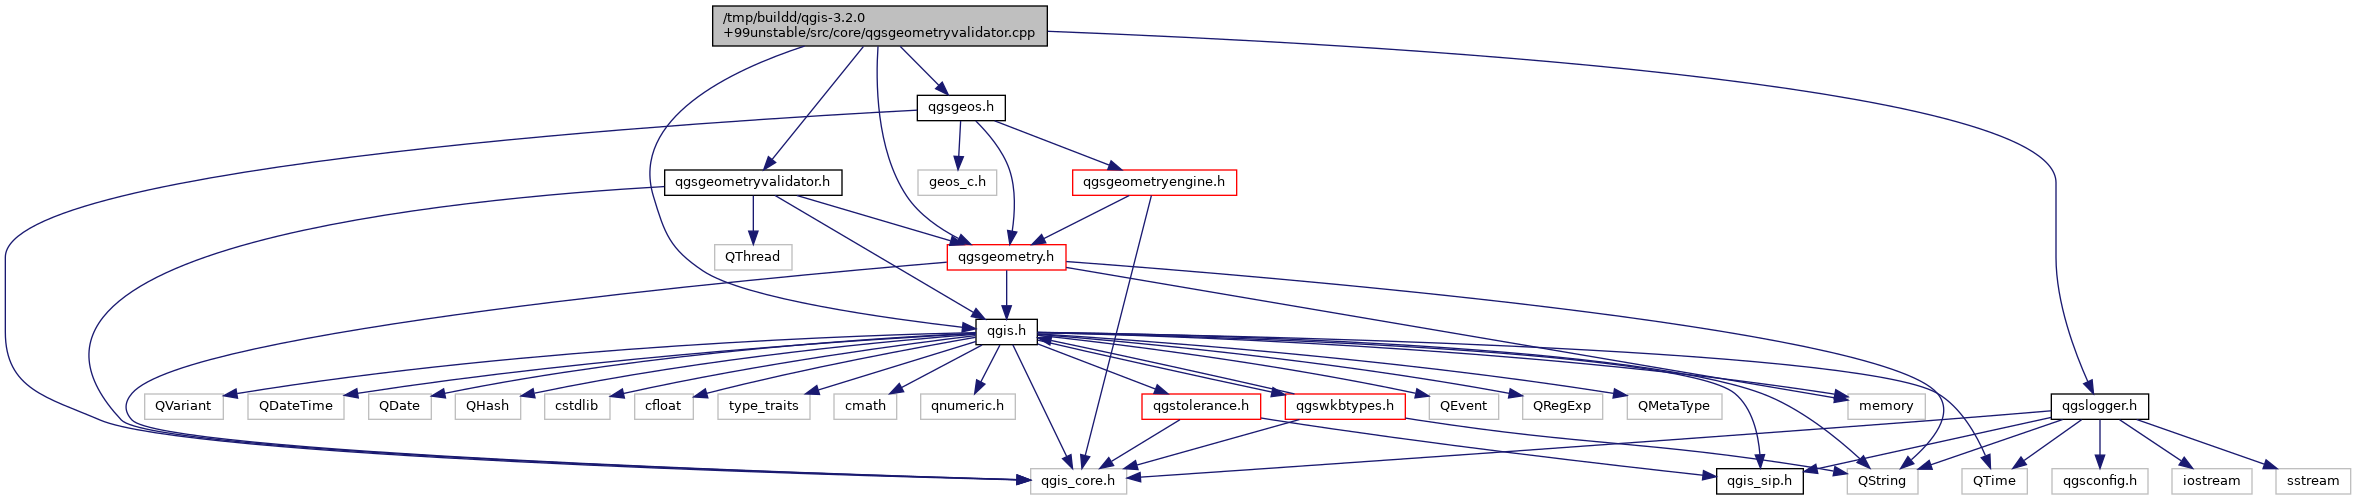 /tmp/buildd/qgis-3.2.0
+99unstable/src/core/qgsgeometryvalidator.cpp
qgsgeos.h
qgsgeometryvalidator.h
geos_c.h
qgsgeometryengine.h
QThread
qgsgeometry.h
qgis.h
QVariant
QDateTime
QDate
QHash
cstdlib
cfloat
type_traits
cmath
qnumeric.h
qgstolerance.h
qgswkbtypes.h
QEvent
QRegExp
QMetaType
memory
qgslogger.h
qgis_core.h
qgis_sip.h
QString
QTime
qgsconfig.h
iostream
sstream